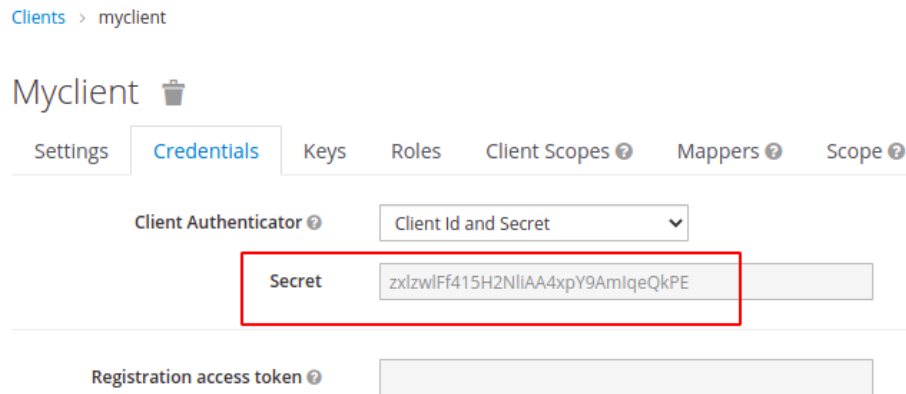 Clients > myclient
Myclient
Settings Credentials Keys Roles Client Scopes ? Mappers ? Scope ?
Client Authenticator ? Client Id and Secret
Secret zxlzwlFf415H2NliAA4xpY9AmIqeQkPE
Registration access token ?